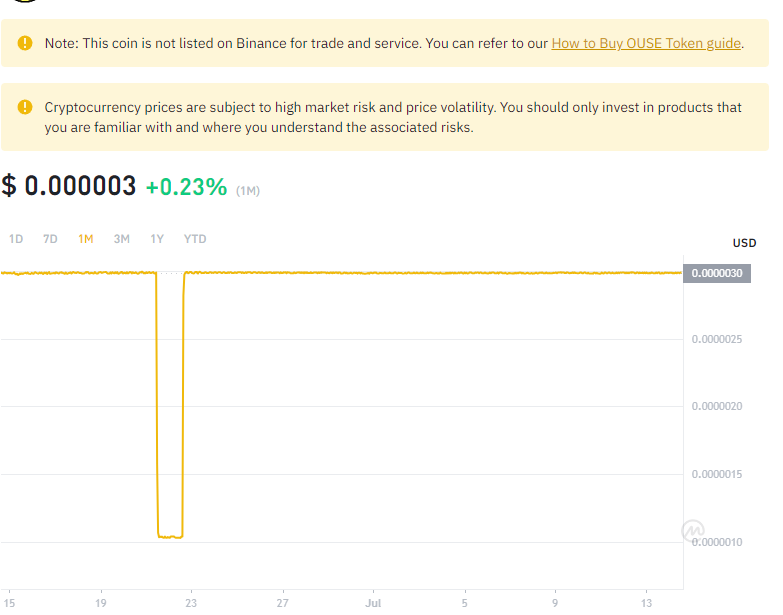 Note: This coin is not listed on Binance for trade and service. You can refer to our How to Buy OUSE Token guide.
Cryptocurrency prices are subject to high market risk and price volatility. You should only invest in products that
you are familiar with and where you understand the associated risks.
$ 0.000003 +0.23% (1M)
1D 7D 1M 3M 1Y YTD
USD
0.0000030
0.0000025
0.0000020
0.0000015
0.0000010
15 19 23 27 Jul 5 9 13